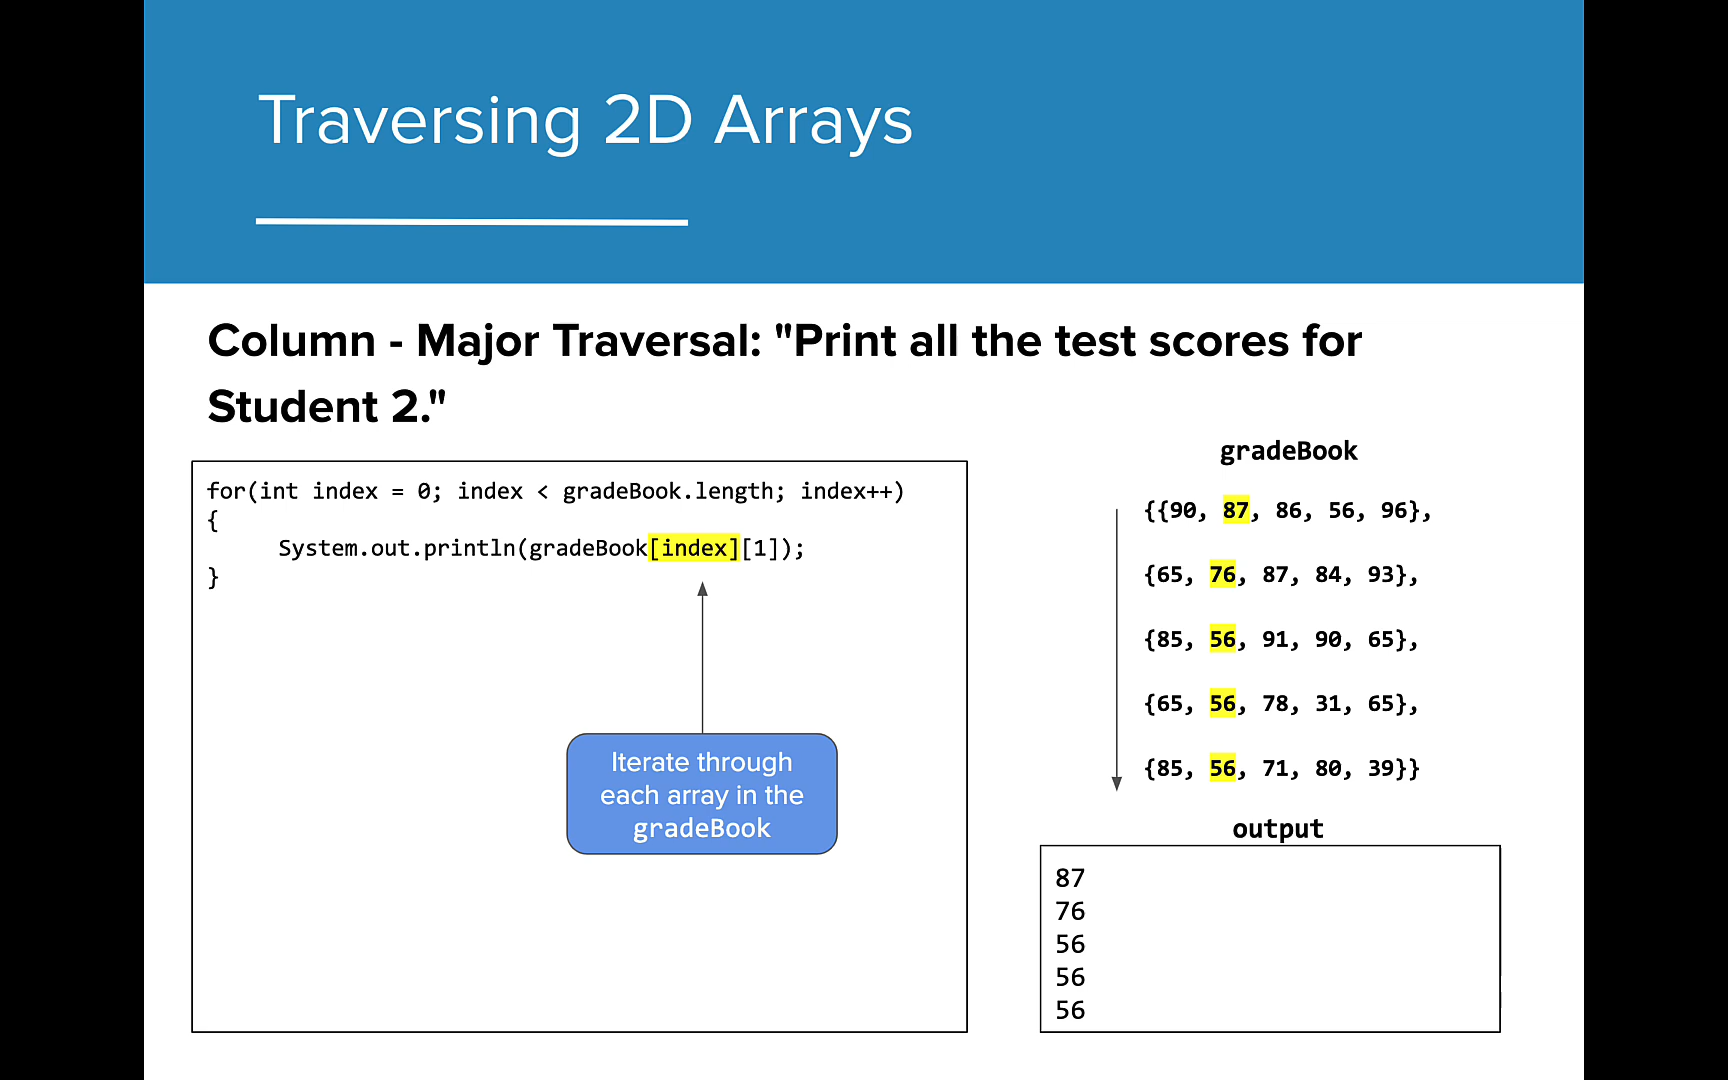 Traversing 2D Arrays
Column - Major Traversal: "Print all the test scores for
Student 2."
for(int index = 0; index < gradeBook.length; index++)
{
System.out.println(gradeBook[index][1]);
}
Iterate through
each array in the
gradeBook
gradeBook
{{90, 87, 86, 56, 96},
{65, 76, 87, 84, 93},
{85, 56, 91, 90, 65},
{65, 56, 78, 31, 65},
{85, 56, 71, 80, 39}}
output
87
76
56
56
56